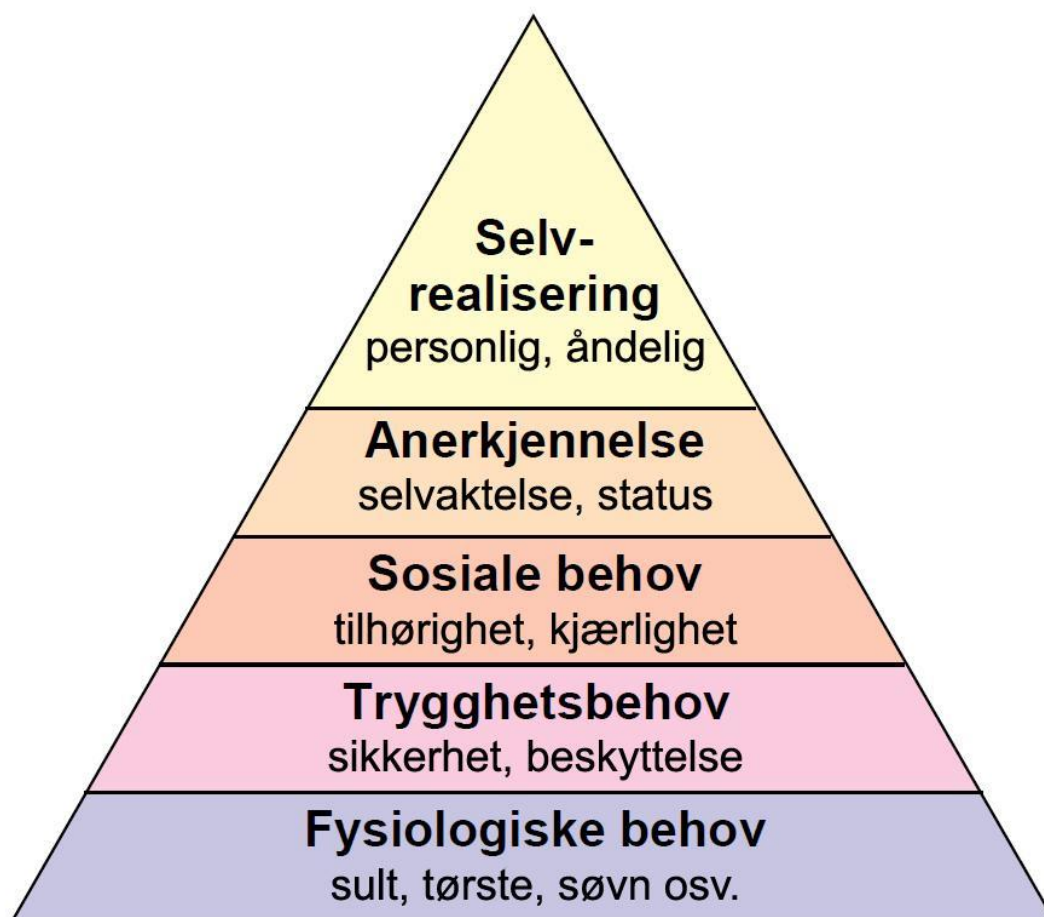 Selv-
realisering
personlig, åndelig
Anerkjennelse
selvaktelse, status
Sosiale behov
tilhørighet, kjærlighet
Trygghetsbehov
sikkerhet, beskyttelse
Fysiologiske behov
sult, tørste, søvn osv.